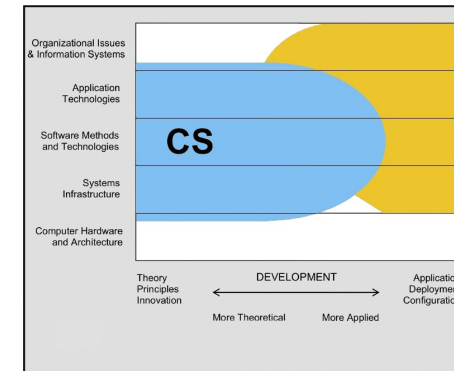 Organizational Issues
& Information Systems
Application
Technologies
CS
Software Methods
and Technologies
Systems
Infrastructure
Computer Hardware
and Architecture
Theory
Principles
Innovation
DEVELOPMENT
More Theoretical
More Applied